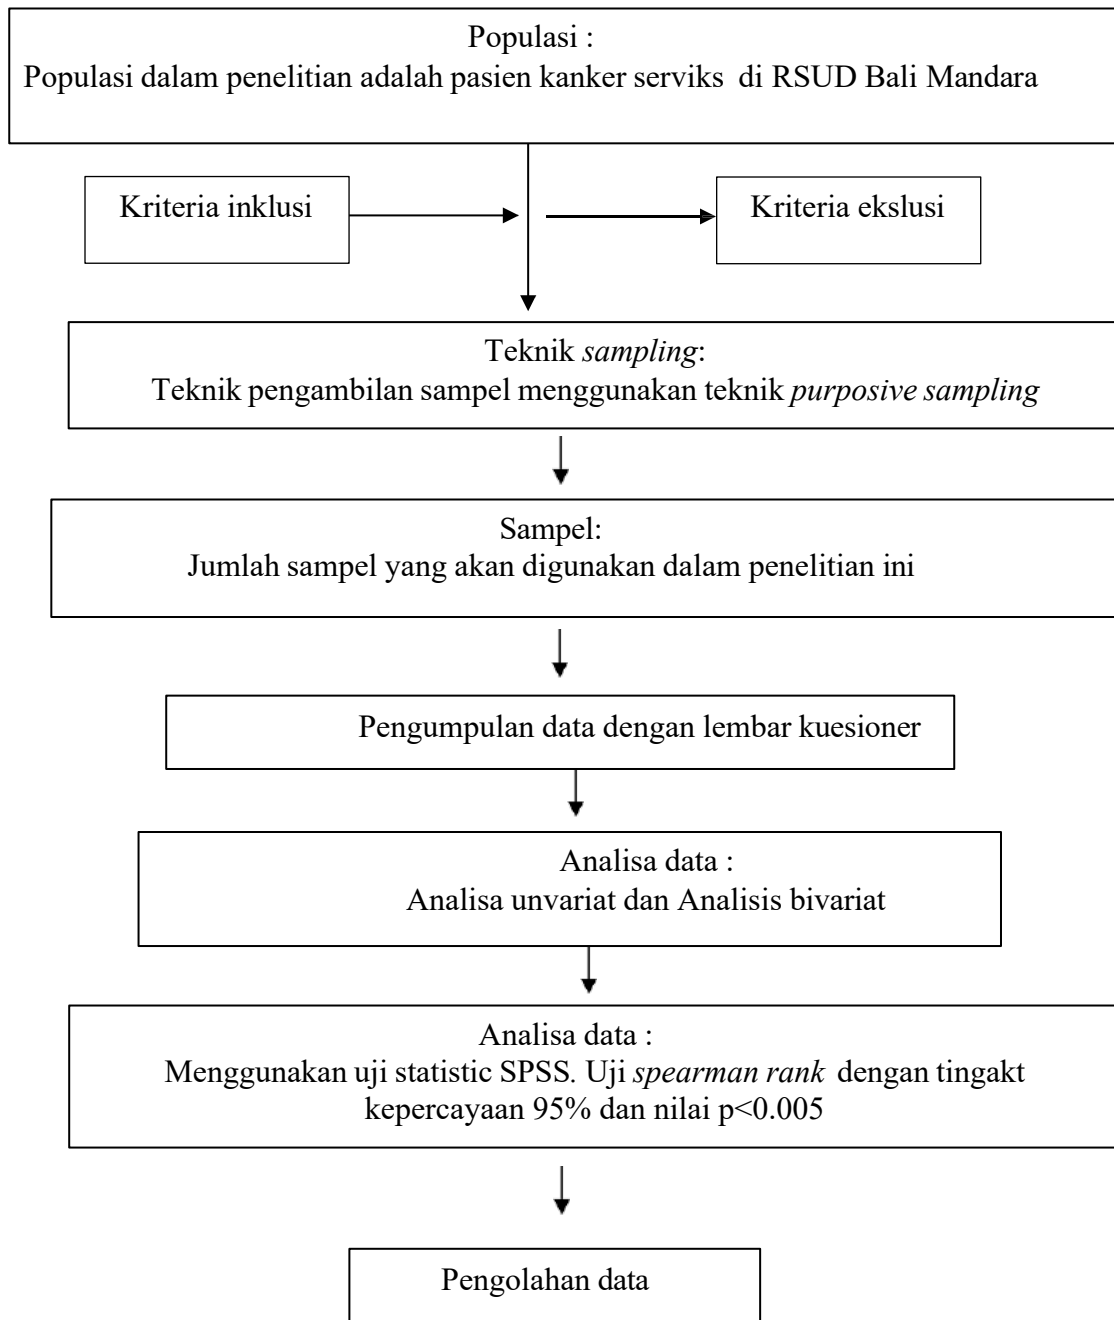 Populasi :
Populasi dalam penelitian adalah pasien kanker serviks di RSUD Bali Mandara
Kriteria inklusi
Kriteria ekslusi
Teknik sampling:
Teknik pengambilan sampel menggunakan teknik purposive sampling
Sampel:
Jumlah sampel yang akan digunakan dalam penelitian ini
Pengumpulan data dengan lembar kuesioner
Analisa data :
Analisa unvariat dan Analisis bivariat
Analisa data :
Menggunakan uji statistic SPSS. Uji spearman rank dengan tingakt
kepercayaan 95% dan nilai p<0.005
Pengolahan data